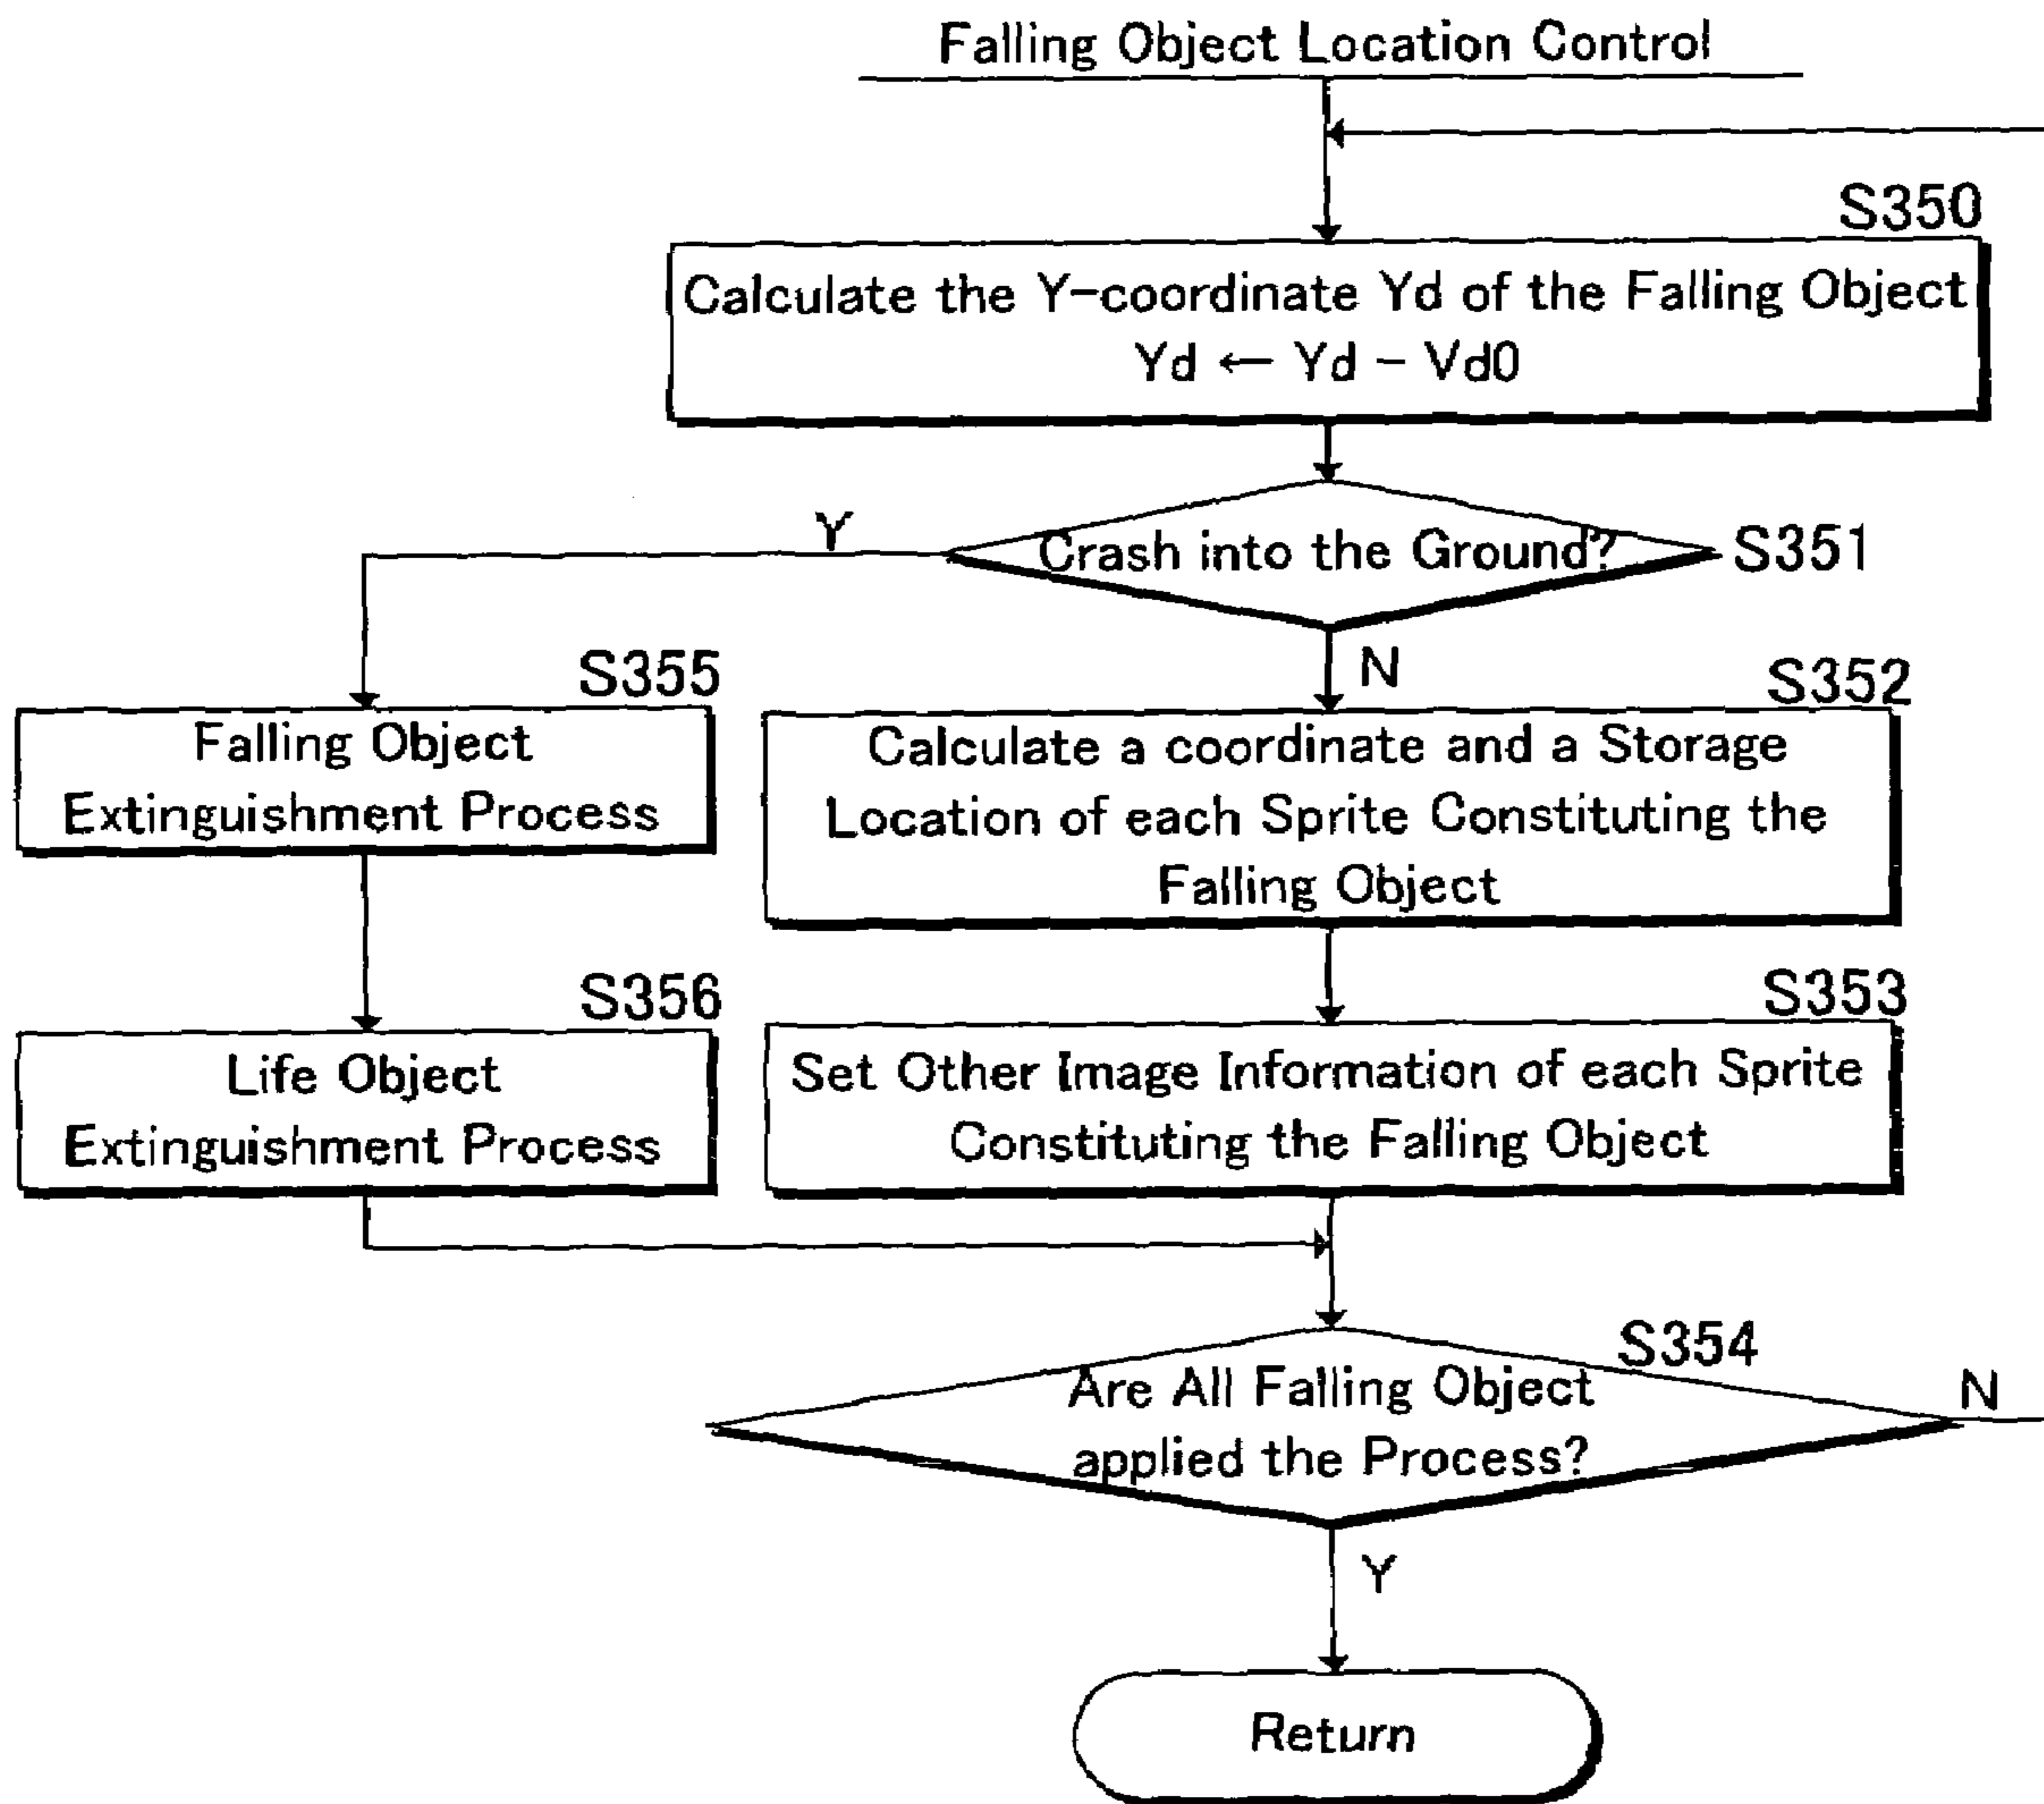 Falling Object Location Control
S350
Calculate the Y-coordinate Yd of the Falling Object
Yd ← Yd - Vd0
Y
Crash into the Ground?
S351
N
S355
Falling Object
Extinguishment Process
S352
Calculate a coordinate and a Storage
Location of each Sprite Constituting the
Falling Object
S356
Life Object
Extinguishment Process
S353
Set Other Image Information of each Sprite
Constituting the Falling Object
S354
Are All Falling Object
applied the Process?
N
Y
Return